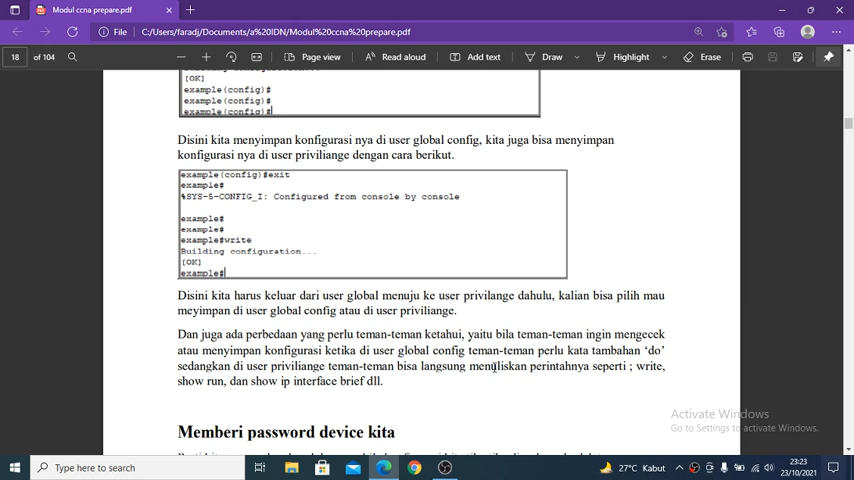 Modul ccna prepare.pdf
File
C:/Users/faradj/Documents/a%20IDN/Modul%20ccna%20prepare.pdf
18 of 104
Page view
Read aloud
Add text
Draw
Highlight
Erase
[OK]
example(config)#
example(config)#
example(config)#
Disini kita menyimpan konfigurasi nya di user global config, kita juga bisa menyimpan
konfigurasi nya di user priviliange dengan cara berikut.
example(config)#exit
example#
%SYS-5-CONFIG_I: Configured from console by console
example#
example#
example#write
Building configuration...
[OK]
example#
Disini kita harus keluar dari user global menuju ke user privilange dahulu, kalian bisa pilih mau
meyimpan di user global config atau di user priviliange.
Dan juga ada perbedaan yang perlu teman-teman ketahui, yaitu bila teman-teman ingin mengecek
atau menyimpan konfigurasi ketika di user global config teman-teman perlu kata tambahan ‘do’
sedangkan di user priviliange teman-teman bisa langsung menuliskan perintahnya seperti ; write,
show run, dan show ip interface brief dll.
Memberi password device kita
Activate Windows
Go to Settings to activate Windows.
Type here to search
27°C Kabut
23:23
23/10/2021